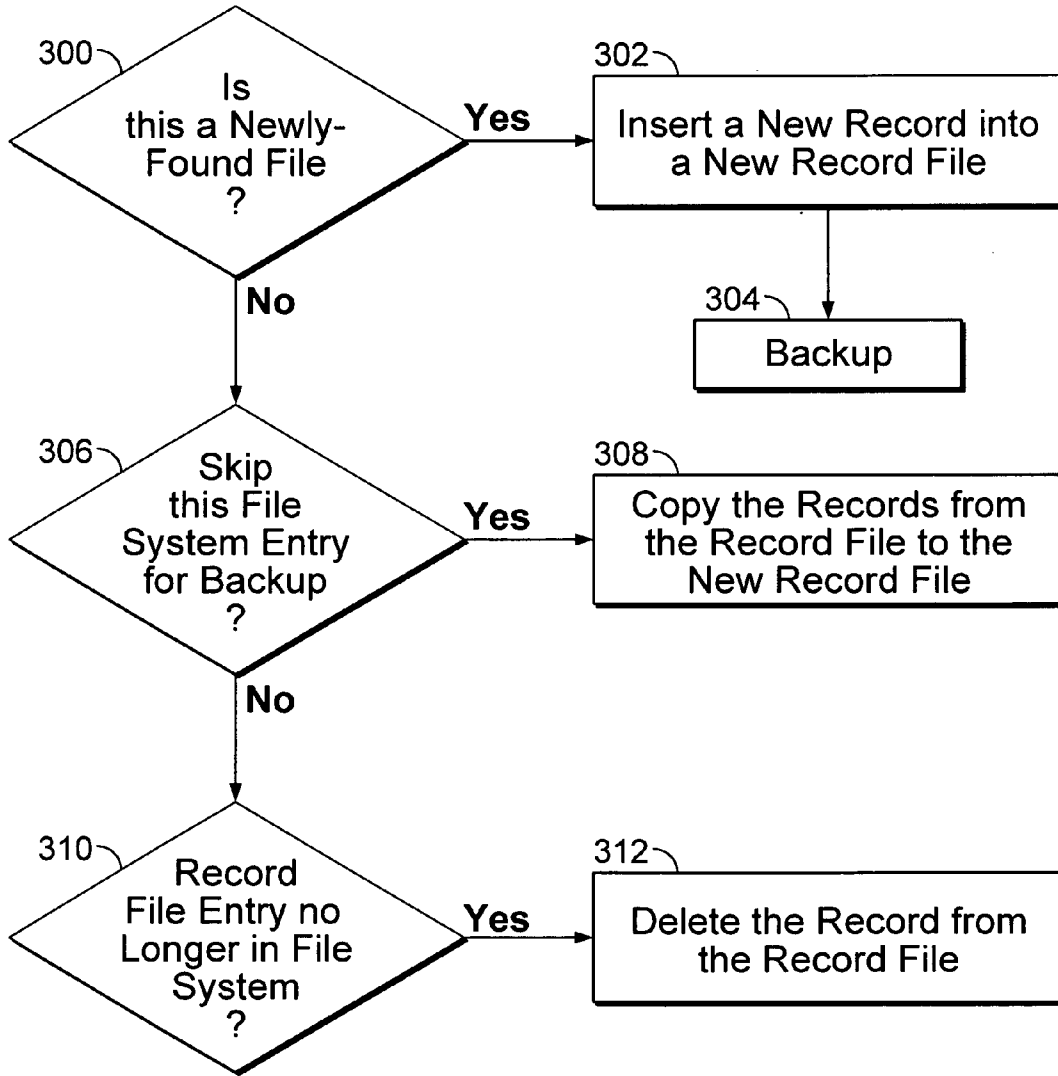 300
Is
this a Newly-
Found File
?
Yes
302
Insert a New Record into
a New Record File
No
304
Backup
306
Skip
this File
System Entry
for Backup
?
Yes
308
Copy the Records from
the Record File to the
New Record File
No
310
Record
File Entry no
Longer in File
System
?
Yes
312
Delete the Record from
the Record File